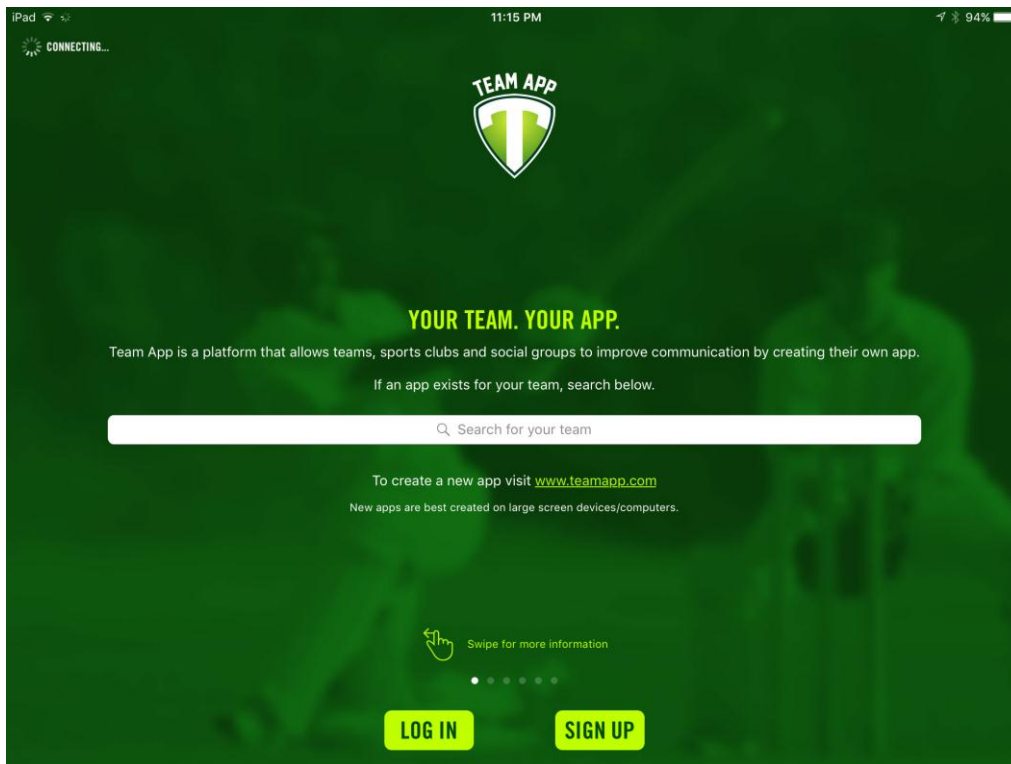 iPad 11:15 PM 94%
CONNECTING...
TEAM APP
T
YOUR TEAM. YOUR APP.
Team App is a platform that allows teams, sports clubs and social groups to improve communication by creating their own app.
If an app exists for your team, search below.
Search for your team
To create a new app visit www.teamapp.com
New apps are best created on large screen devices/computers.
Swipe for more information
LOG IN SIGN UP